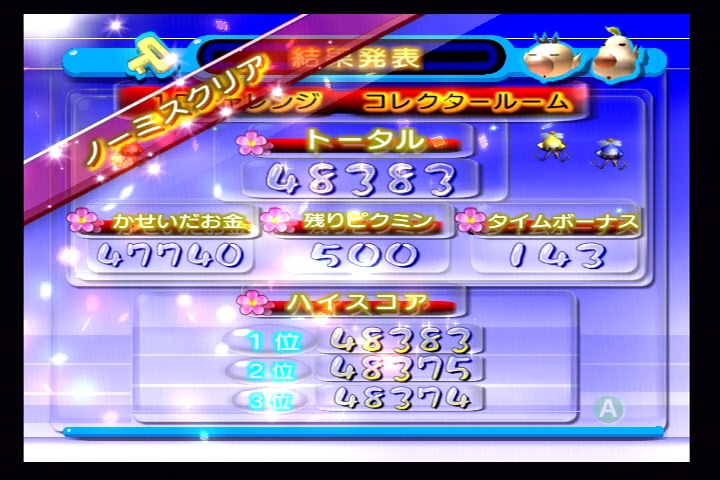 結果発表
ノーミスクリア
チャレンジ コレクタールーム
トータル
48383
かせいだお金 残りピクミン タイムボーナス
47740 500 143
ハイスコア
1位 48383
2位 48375
3位 48374
A